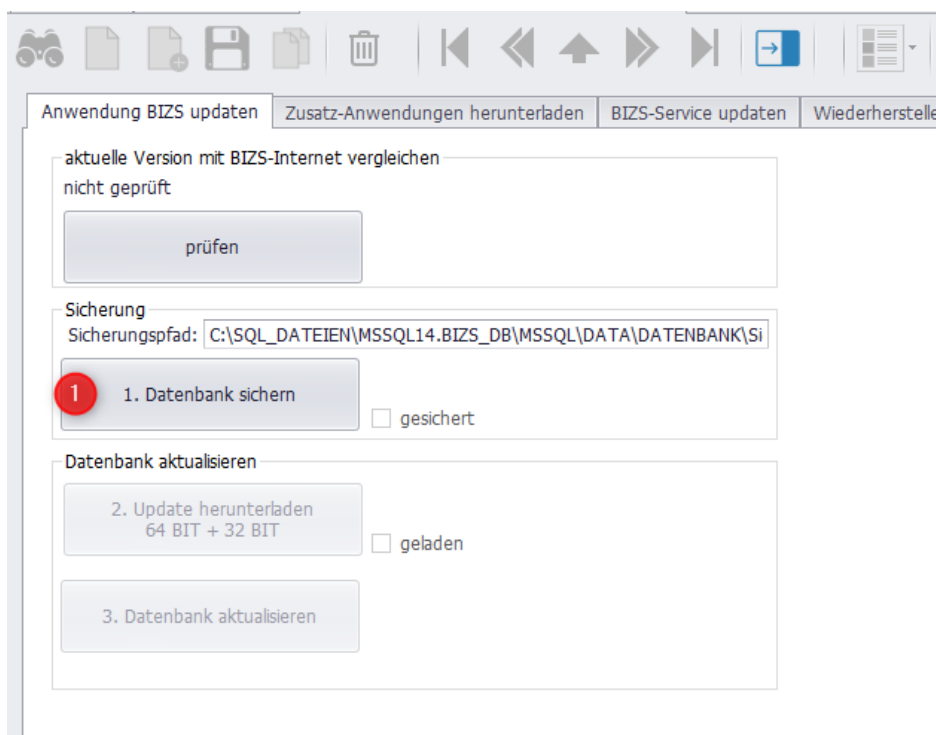 Anwendung BIZS updaten
Zusatz-Anwendungen herunterladen
BIZS-Service updaten
Wiederherstelle
aktuelle Version mit BIZS-Internet vergleichen
nicht geprüft
prüfen
Sicherung
Sicherungspfad: C:\SQL_DATEIEN\MSSQL14.BIZS_DB\MSSQL\DATA\DATENBANK\Si
1 1. Datenbank sichern
gesichert
Datenbank aktualisieren
2. Update herunterladen
64 BIT + 32 BIT
geladen
3. Datenbank aktualisieren